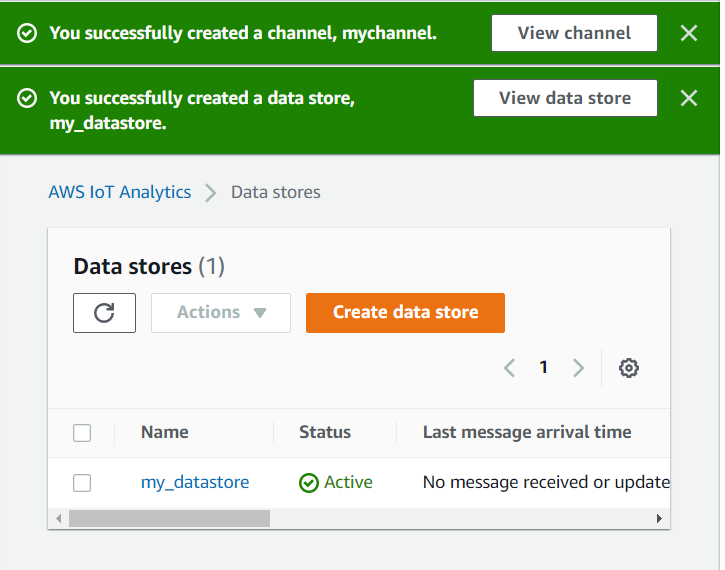 You successfully created a channel, mychannel.
View channel
You successfully created a data store,
my_datastore.
View data store
AWS IoT Analytics
Data stores
Data stores (1)
Actions
Create data store
1
Name Status Last message arrival time
my_datastore Active No message received or update